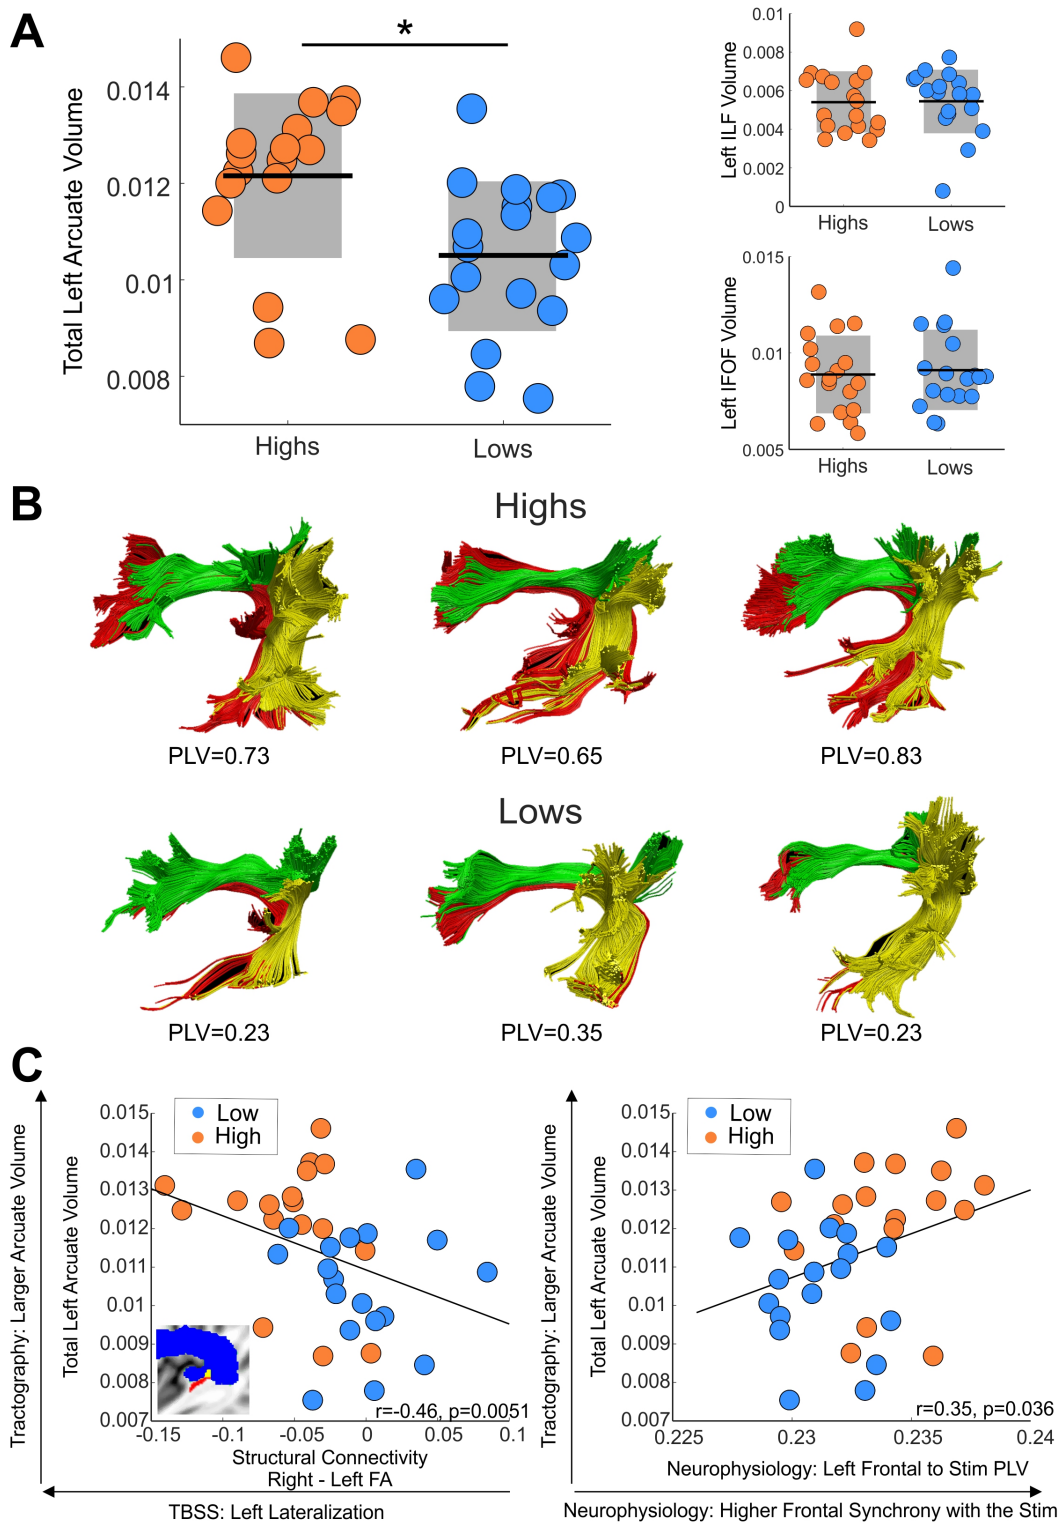 A
*
Total Left Arcuate Volume
0.014
0.012
0.01
0.008
Highs
Lows
Left ILF Volume
0.01
0.008
0.006
0.004
0.002
0
Highs
Lows
Left IFOF Volume
0.015
0.01
0.005
Highs
Lows
B
Highs
PLV=0.73
PLV=0.65
PLV=0.83
Lows
PLV=0.23
PLV=0.35
PLV=0.23
C
Tractography: Larger Arcuate Volume
Total Left Arcuate Volume
0.015
0.014
0.013
0.012
0.011
0.01
0.009
0.008
0.007
Low
High
r=-0.46, p=0.0051
-0.15
-0.1
-0.05
0
0.05
0.1
Structural Connectivity
Right - Left FA
TBSS: Left Lateralization
Tractography: Larger Arcuate Volume
Total Left Arcuate Volume
0.015
0.014
0.013
0.012
0.011
0.01
0.009
0.008
0.007
Low
High
r=0.35, p=0.036
0.225
0.23
0.235
0.24
Neurophysiology: Left Frontal to Stim PLV
Neurophysiology: Higher Frontal Synchrony with the Stim